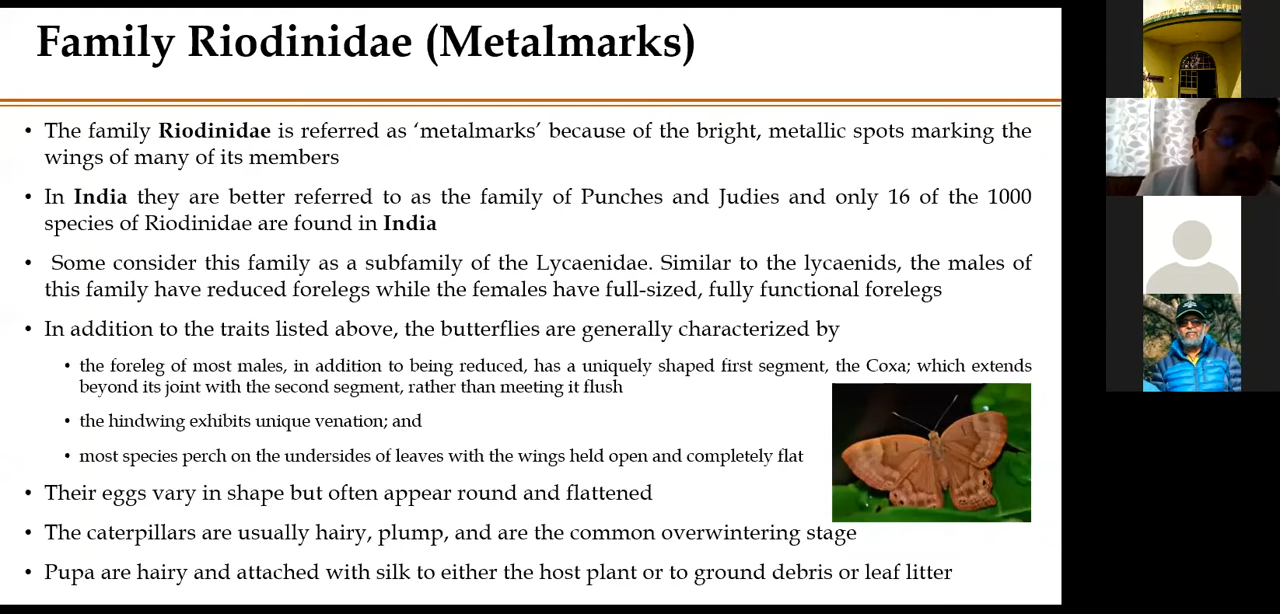 Family Riodinidae (Metalmarks)
• The family Riodinidae is referred as ‘metalmarks’ because of the bright, metallic spots marking the
wings of many of its members
• In India they are better referred to as the family of Punches and Judies and only 16 of the 1000
species of Riodinidae are found in India
• Some consider this family as a subfamily of the Lycaenidae. Similar to the lycaenids, the males of
this family have reduced forelegs while the females have full-sized, fully functional forelegs
• In addition to the traits listed above, the butterflies are generally characterized by
• the foreleg of most males, in addition to being reduced, has a uniquely shaped first segment, the Coxa; which extends
beyond its joint with the second segment, rather than meeting it flush
• the hindwing exhibits unique venation; and
• most species perch on the undersides of leaves with the wings held open and completely flat
• Their eggs vary in shape but often appear round and flattened
• The caterpillars are usually hairy, plump, and are the common overwintering stage
• Pupa are hairy and attached with silk to either the host plant or to ground debris or leaf litter